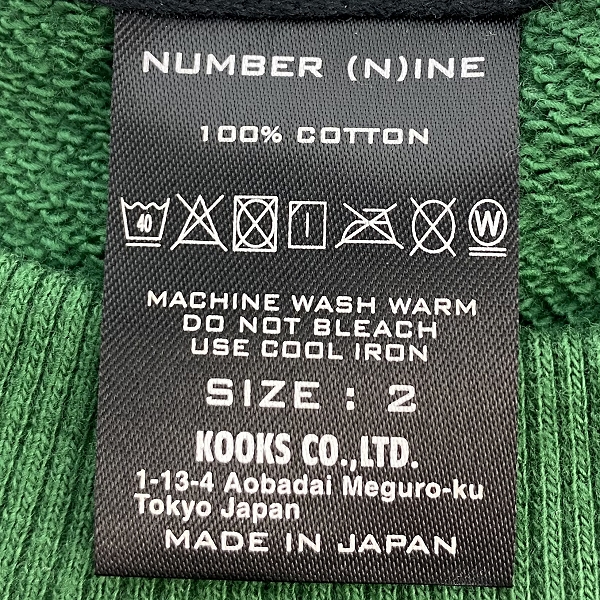 NUMBER (N)INE
100% COTTON
40 W
MACHINE WASH WARM
DO NOT BLEACH
USE COOL IRON
SIZE : 2
KOOKS CO.,LTD.
1-13-4 Aobadai Meguro-ku
Tokyo Japan
MADE IN JAPAN